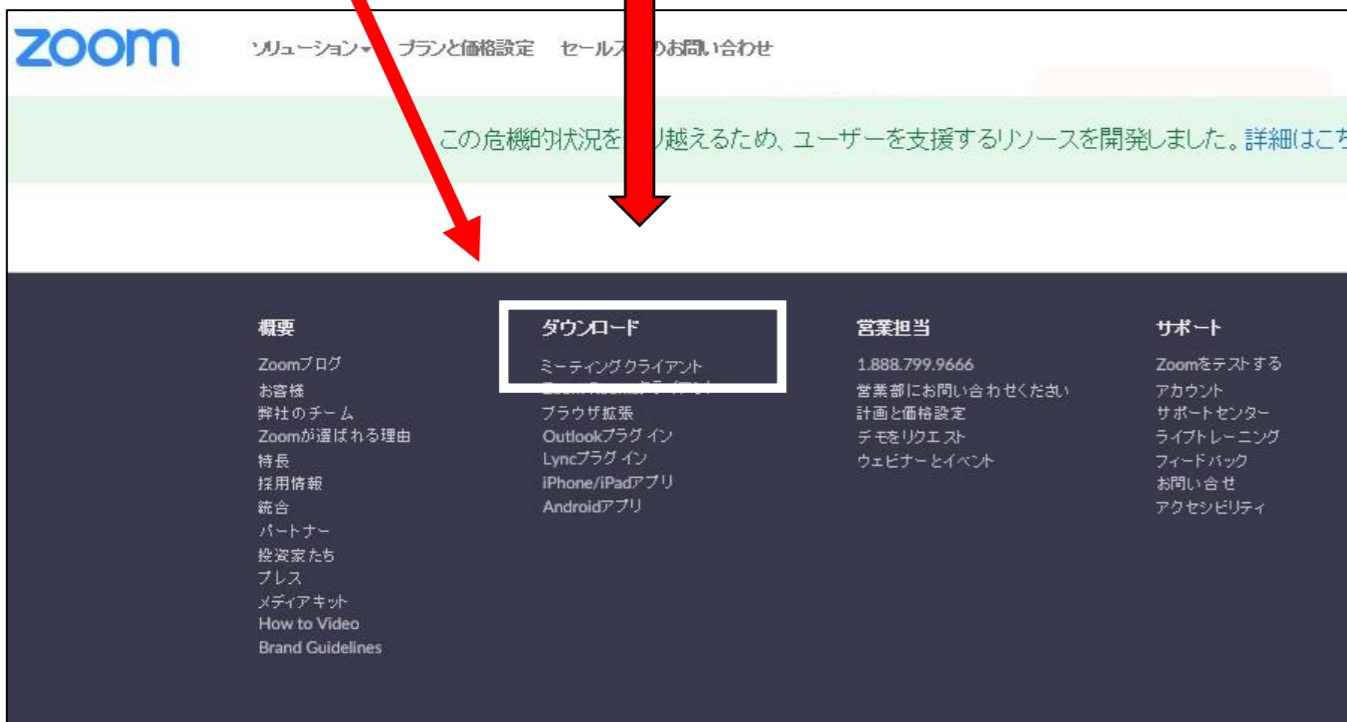 zoom
ソリューション▾ プランと価格設定 セールス のお問い合わせ
この危機的状況を り越えるため、ユーザーを支援するリソースを開発しました。詳細はこち
概要
Zoomブログ
お客様
弊社のチーム
Zoomが選ばれる理由
特長
採用情報
統合
パートナー
投資家たち
プレス
メディアキット
How to Video
Brand Guidelines
ダウンロード
ミーティングクライアント
ブラウザ拡張
Outlookプラグイン
Lyncプラグイン
iPhone/iPadアプリ
Androidアプリ
営業担当
1.888.799.9666
営業部にお問い合わせください
計画と価格設定
デモをリクエスト
ウェビナーとイベント
サポート
Zoomをテストする
アカウント
サポートセンター
ライブトレーニング
フィードバック
お問い合せ
アクセシビリティ